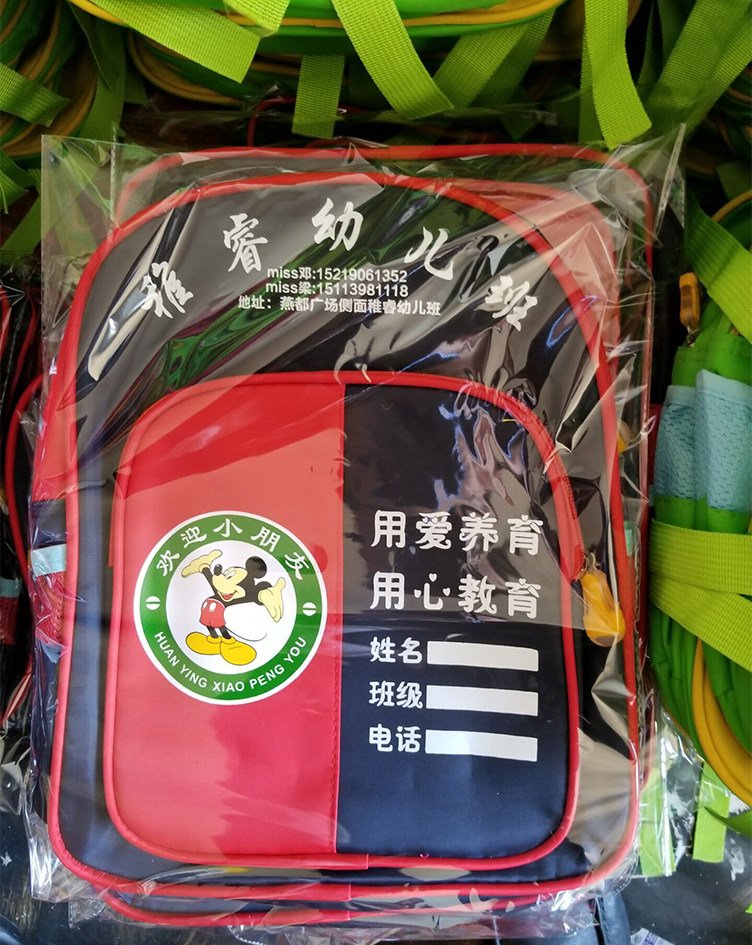 稚睿幼儿班
miss邓:15219061352
miss梁:15113981118
地址：燕都广场侧面稚睿幼儿班
欢迎小朋友
HUAN YING XIAO PENG YOU
用爱养育
用心教育
姓名
班级
电话